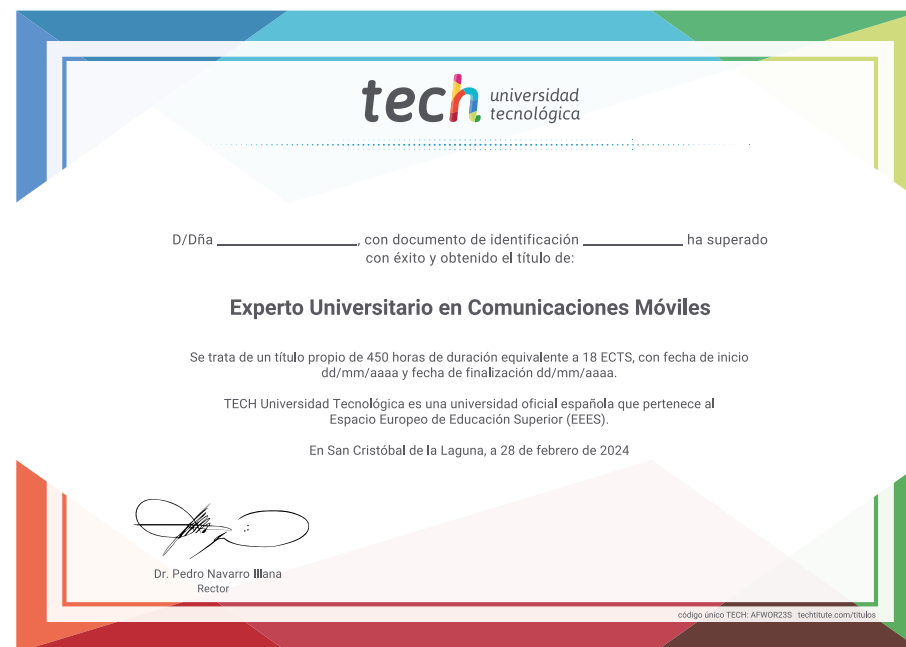 tech universidad
tecnológica
D/Dña ____________, con documento de identificación ____________ ha superado
con éxito y obtenido el título de:
Experto Universitario en Comunicaciones Móviles
Se trata de un título propio de 450 horas de duración equivalente a 18 ECTS, con fecha de inicio
dd/mm/aaaa y fecha de finalización dd/mm/aaaa.
TECH Universidad Tecnológica es una universidad oficial española que pertenece al
Espacio Europeo de Educación Superior (EEES).
En San Cristóbal de la Laguna, a 28 de febrero de 2024
Dr. Pedro Navarro Illana
Rector
código único TECH: AFWOR23S techtitute.com/titulos